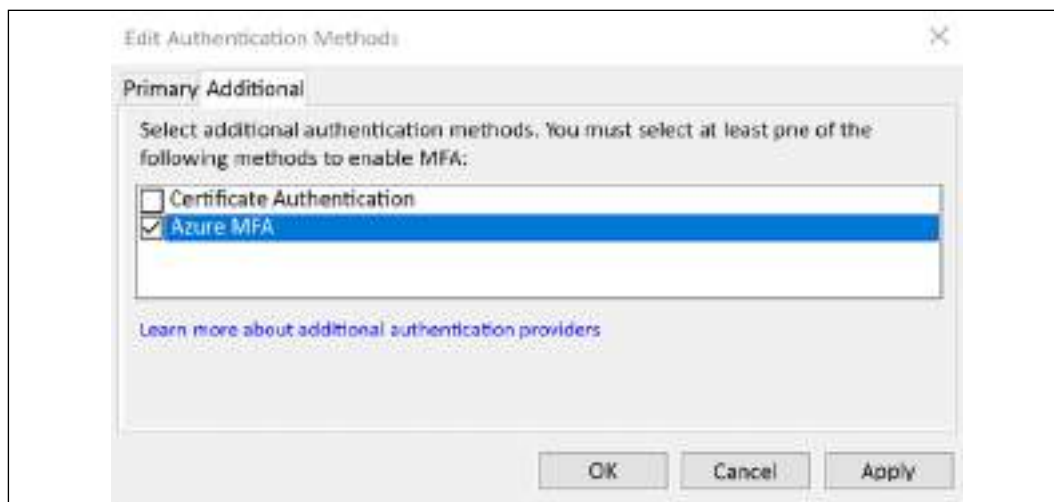 Edit Authentication Methods
Primary Additional
Select additional authentication methods. You must select at least pne of the
following methods to enable MFA:
Certificate Authentication
Azure MFA
Learn more about additional authentication providers
OK Cancel Apply